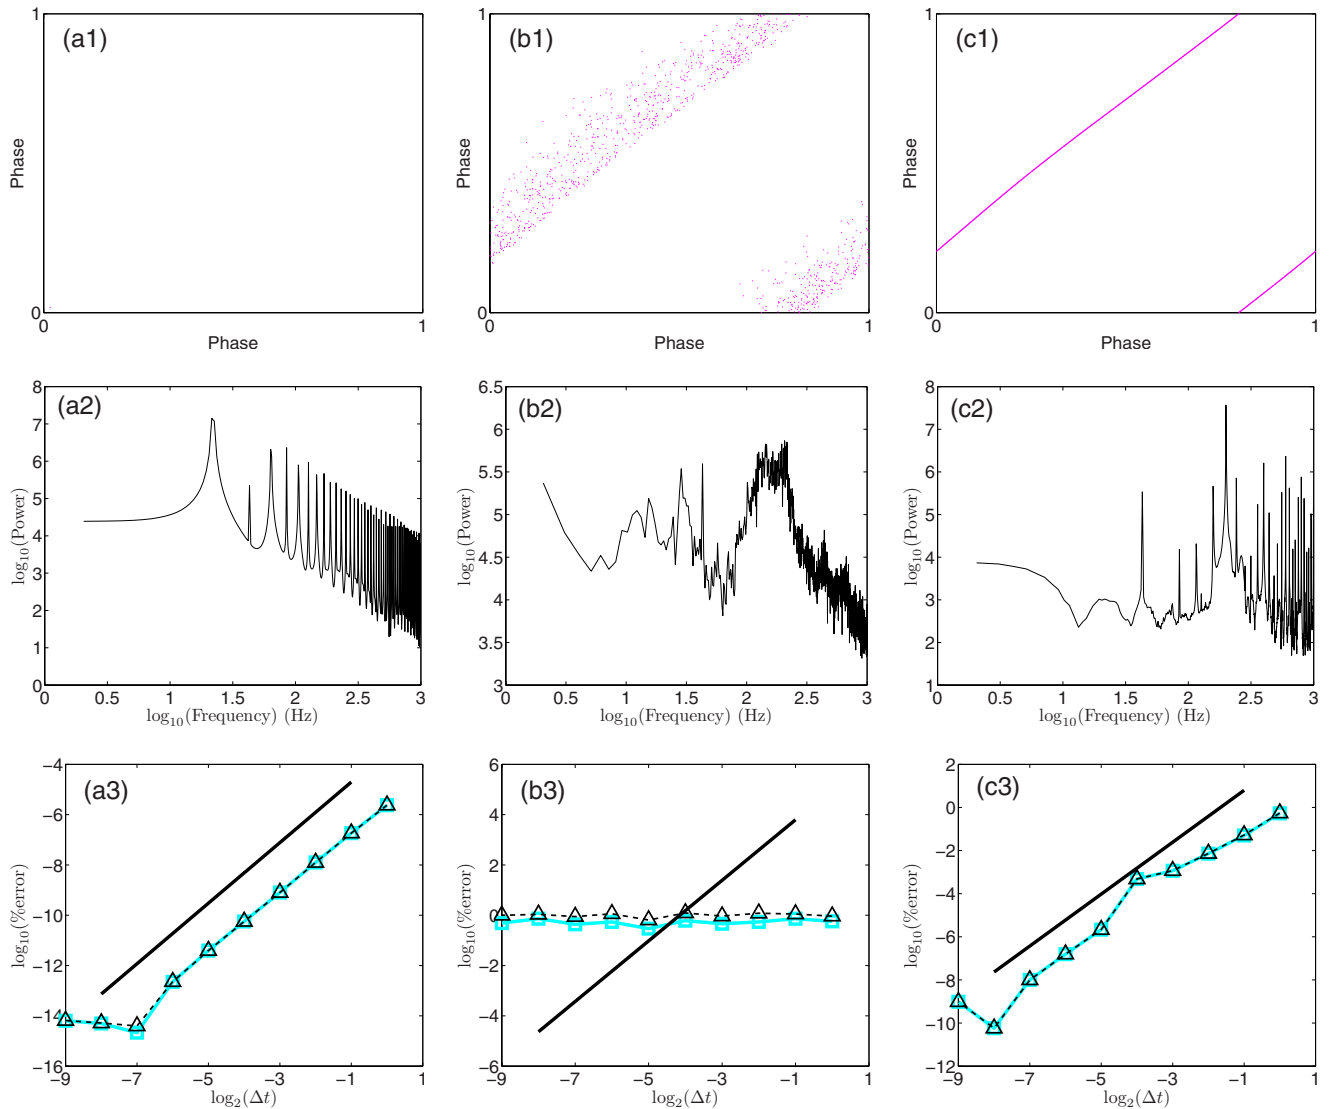 (a1)
1
Phase
0
0
1
Phase
(b1)
1
Phase
0
0
1
Phase
(c1)
1
Phase
0
0
1
Phase
(a2)
8
7
6
5
4
3
2
1
0
log10(Power)
0 0.5 1 1.5 2 2.5 3
log10(Frequency) (Hz)
(b2)
6.5
6
5.5
5
4.5
4
3.5
3
log10(Power)
0 0.5 1 1.5 2 2.5 3
log10(Frequency) (Hz)
(c2)
8
7
6
5
4
3
2
1
log10(Power)
0 0.5 1 1.5 2 2.5 3
log10(Frequency) (Hz)
(a3)
−4
−6
−8
−10
−12
−14
−16
log10(%error)
−9 −7 −5 −3 −1 1
log2(Δt)
(b3)
6
4
2
0
−2
−4
−6
log10(%error)
−9 −7 −5 −3 −1 1
log2(Δt)
(c3)
2
0
−2
−4
−6
−8
−10
−12
log10(%error)
−9 −7 −5 −3 −1 1
log2(Δt)